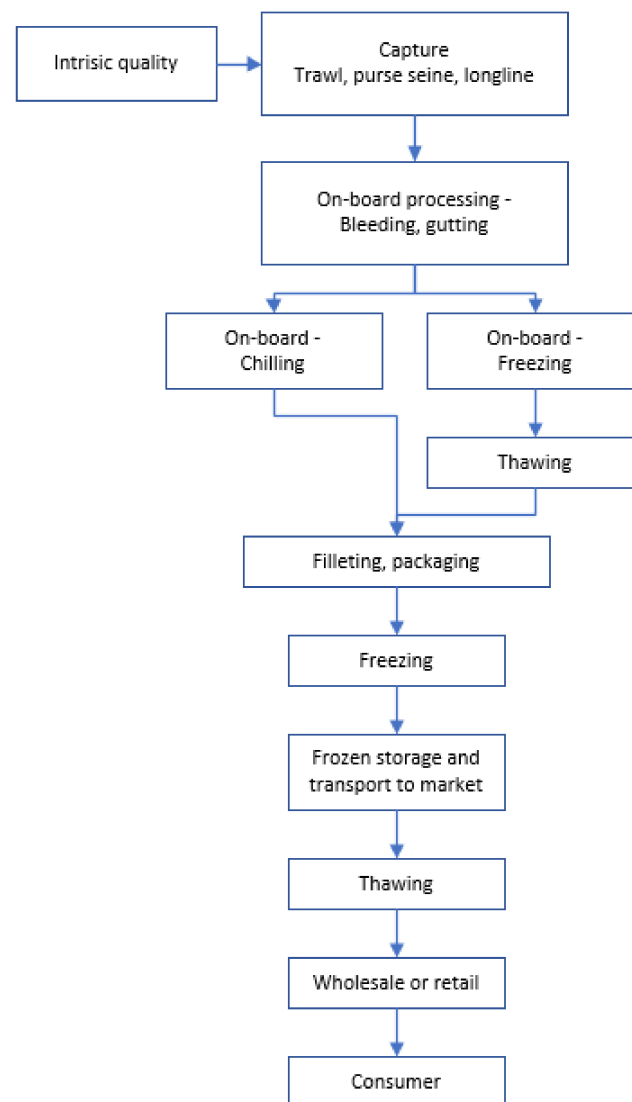 Intrisic quality
Capture
Trawl, purse seine, longline
On-board processing -
Bleeding, gutting
On-board -
Chilling
On-board -
Freezing
Thawing
Filleting, packaging
Freezing
Frozen storage and
transport to market
Thawing
Wholesale or retail
Consumer